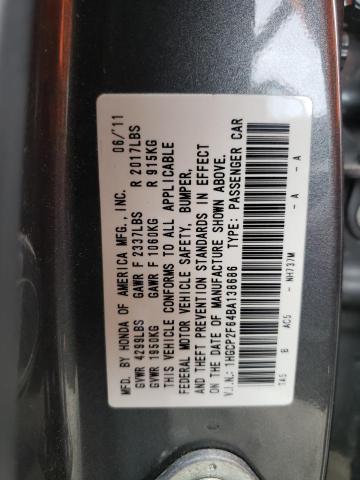 MFD. BY HONDA OF AMERICA MFG., INC. 06/'11
GVWR 4299LBS GAWR F 2337LBS R 2017LBS
GVWR 1950KG GAWR F 1060KG R 915KG
THIS VEHICLE CONFORMS TO ALL APPLICABLE
FEDERAL MOTOR VEHICLE SAFETY, BUMPER,
AND THEFT PREVENTION STANDARDS IN EFFECT
ON THE DATE OF MANUFACTURE SHOWN ABOVE.
V.I.N.: 1HGCP2F64BA138686 TYPE: PASSENGER CAR
TA5 B AC5 NH737M - A - A